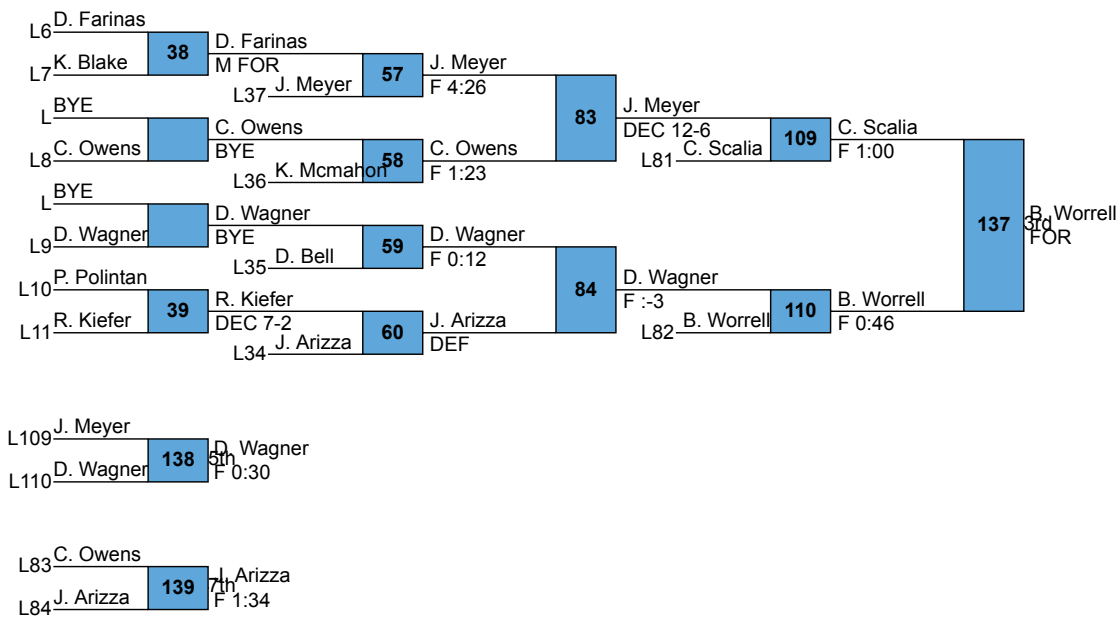 L6 D. Farinas
38
D. Farinas
M FOR
L7 K. Blake
57
J. Meyer
F 4:26
L37 J. Meyer
83
J. Meyer
DEC 12-6
L BYE
C. Owens
BYE
L8 C. Owens
58
C. Owens
F 1:23
L36 K. Mcmahon
109
C. Scalia
F 1:00
L81 C. Scalia
L BYE
D. Wagner
BYE
L9 D. Wagner
59
D. Wagner
F 0:12
L35 D. Bell
137
B. Worrell
3rd
FOR
84
D. Wagner
F :-3
L10 P. Polintan
39
R. Kiefer
DEC 7-2
L11 R. Kiefer
60
J. Arizza
DEF
L34 J. Arizza
110
B. Worrell
F 0:46
L82 B. Worrell
L109 J. Meyer
138
D. Wagner
5th
F 0:30
L110 D. Wagner
L83 C. Owens
139
J. Arizza
7th
F 1:34
L84 J. Arizza